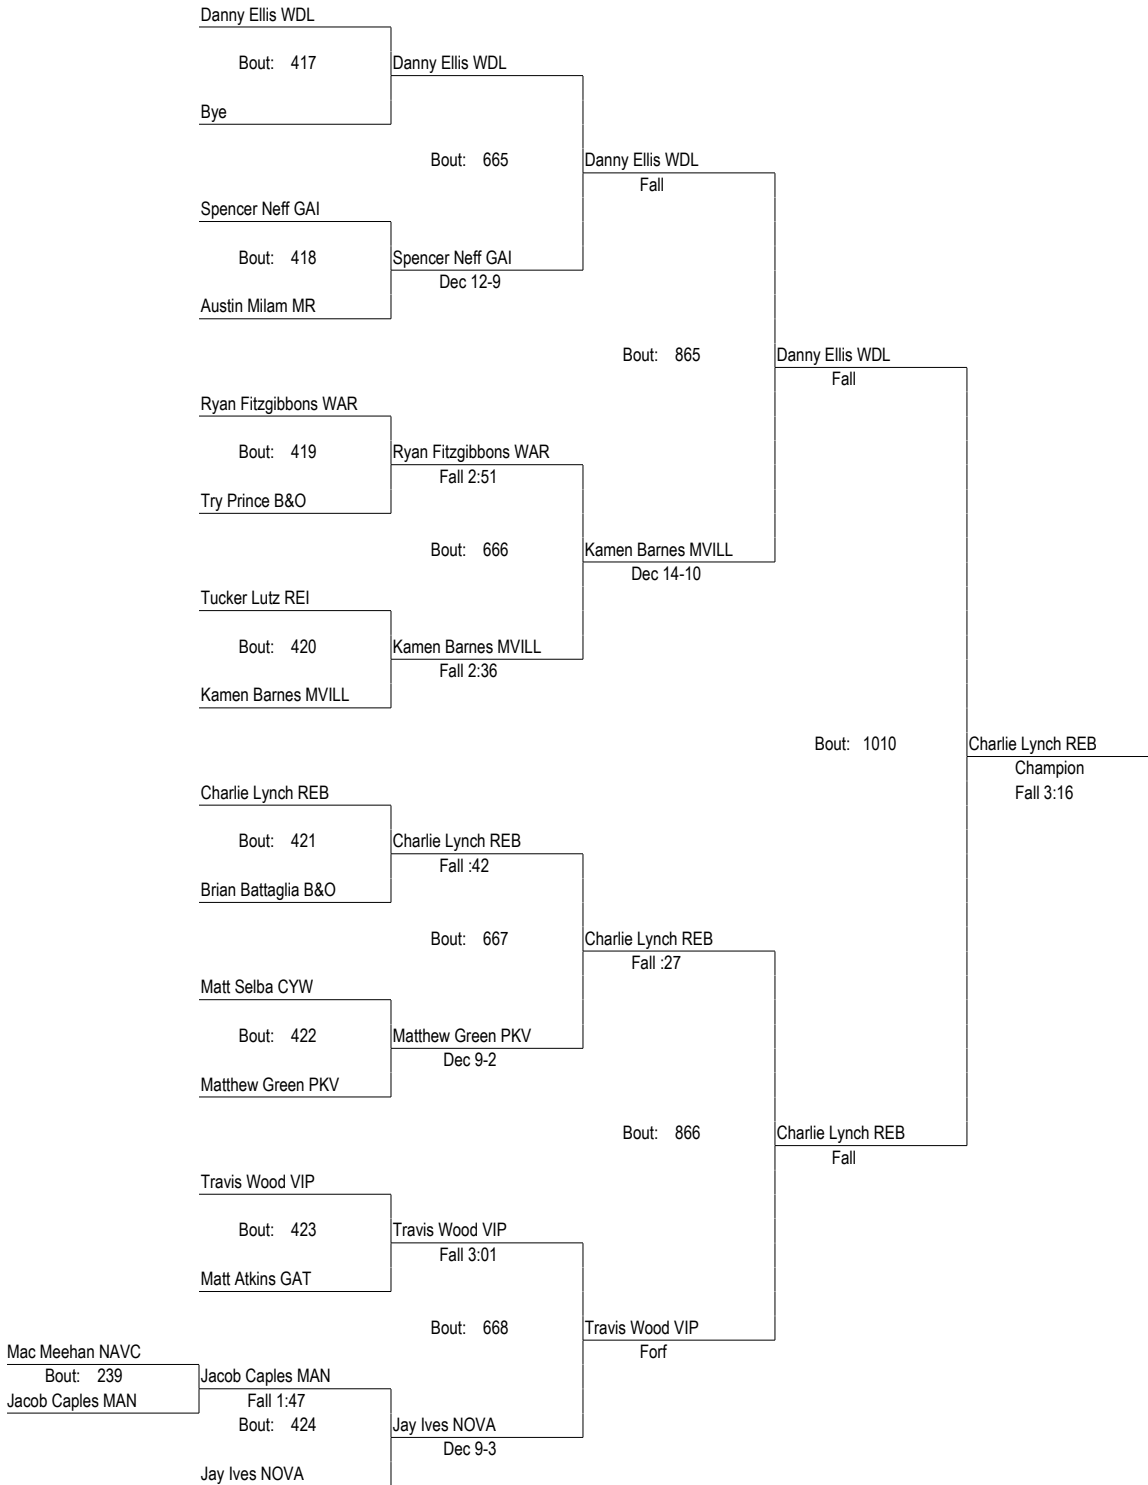 Danny Ellis WDL
Bout: 417
Danny Ellis WDL
Bye
Bout: 665
Danny Ellis WDL
Fall
Spencer Neff GAI
Bout: 418
Spencer Neff GAI
Dec 12-9
Austin Milam MR
Bout: 865
Danny Ellis WDL
Fall
Ryan Fitzgibbons WAR
Bout: 419
Ryan Fitzgibbons WAR
Fall 2:51
Try Prince B&O
Bout: 666
Kamen Barnes MVILL
Dec 14-10
Tucker Lutz REI
Bout: 420
Kamen Barnes MVILL
Fall 2:36
Kamen Barnes MVILL
Bout: 1010
Charlie Lynch REB
Champion
Fall 3:16
Charlie Lynch REB
Bout: 421
Charlie Lynch REB
Fall :42
Brian Battaglia B&O
Bout: 667
Charlie Lynch REB
Fall :27
Matt Selba CYW
Bout: 422
Matthew Green PKV
Dec 9-2
Matthew Green PKV
Bout: 866
Charlie Lynch REB
Fall
Travis Wood VIP
Bout: 423
Travis Wood VIP
Fall 3:01
Matt Atkins GAT
Bout: 668
Travis Wood VIP
Forf
Mac Meehan NAVC
Bout: 239
Jacob Caples MAN
Jacob Caples MAN
Fall 1:47
Bout: 424
Jay Ives NOVA
Dec 9-3
Jay Ives NOVA